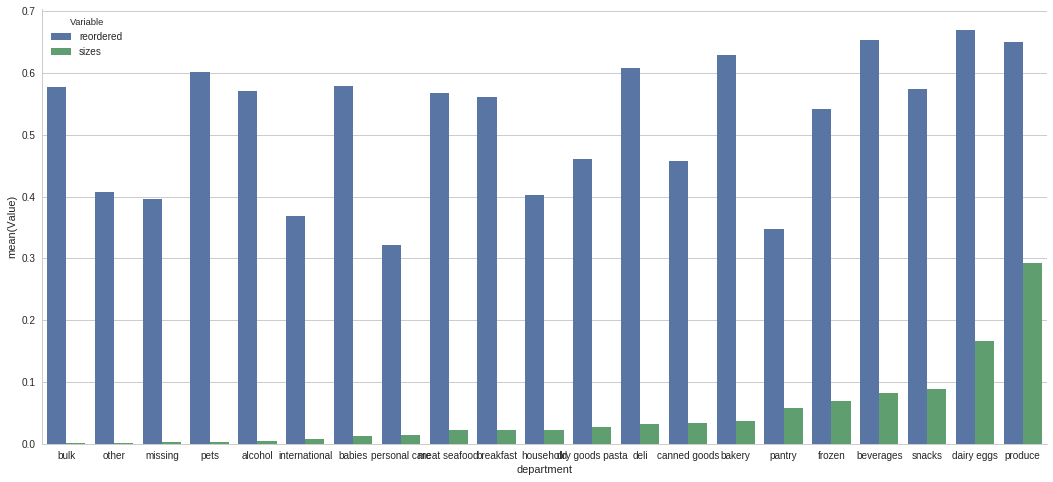 0.7
Variable
reordered
sizes
0.6
0.5
0.4
mean(Value)
0.3
0.2
0.1
0.0
bulk other missing pets alcohol international babies personal care meat seafood breakfast household dry goods pasta deli canned goods bakery pantry frozen beverages snacks dairy eggs produce
department